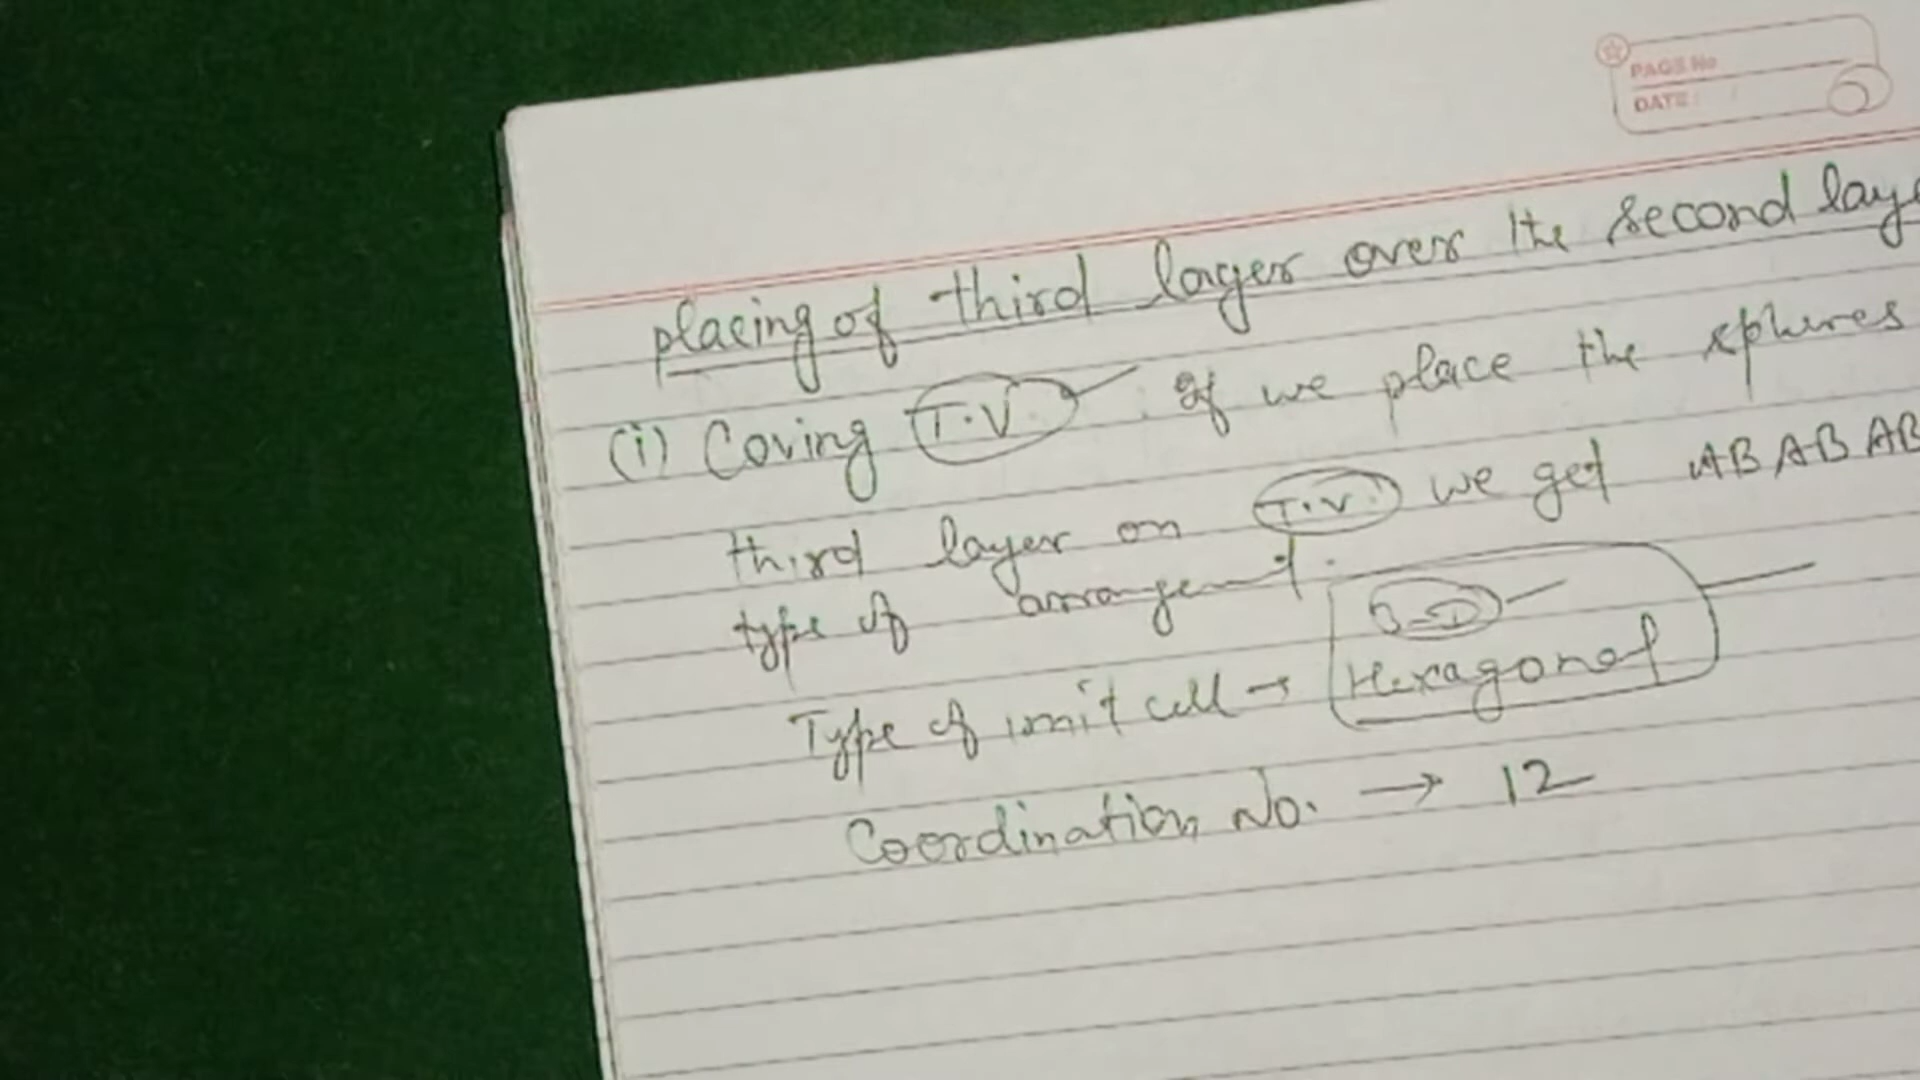 PAGE No
DATE:
placing of third layer over the second laye
(i) Coving T.V. If we place the spheres
third layer on T.V. we get ABABAB
type of arrangement.
3-D
Type of unit cell → Hexagonal
Coordination No. → 12